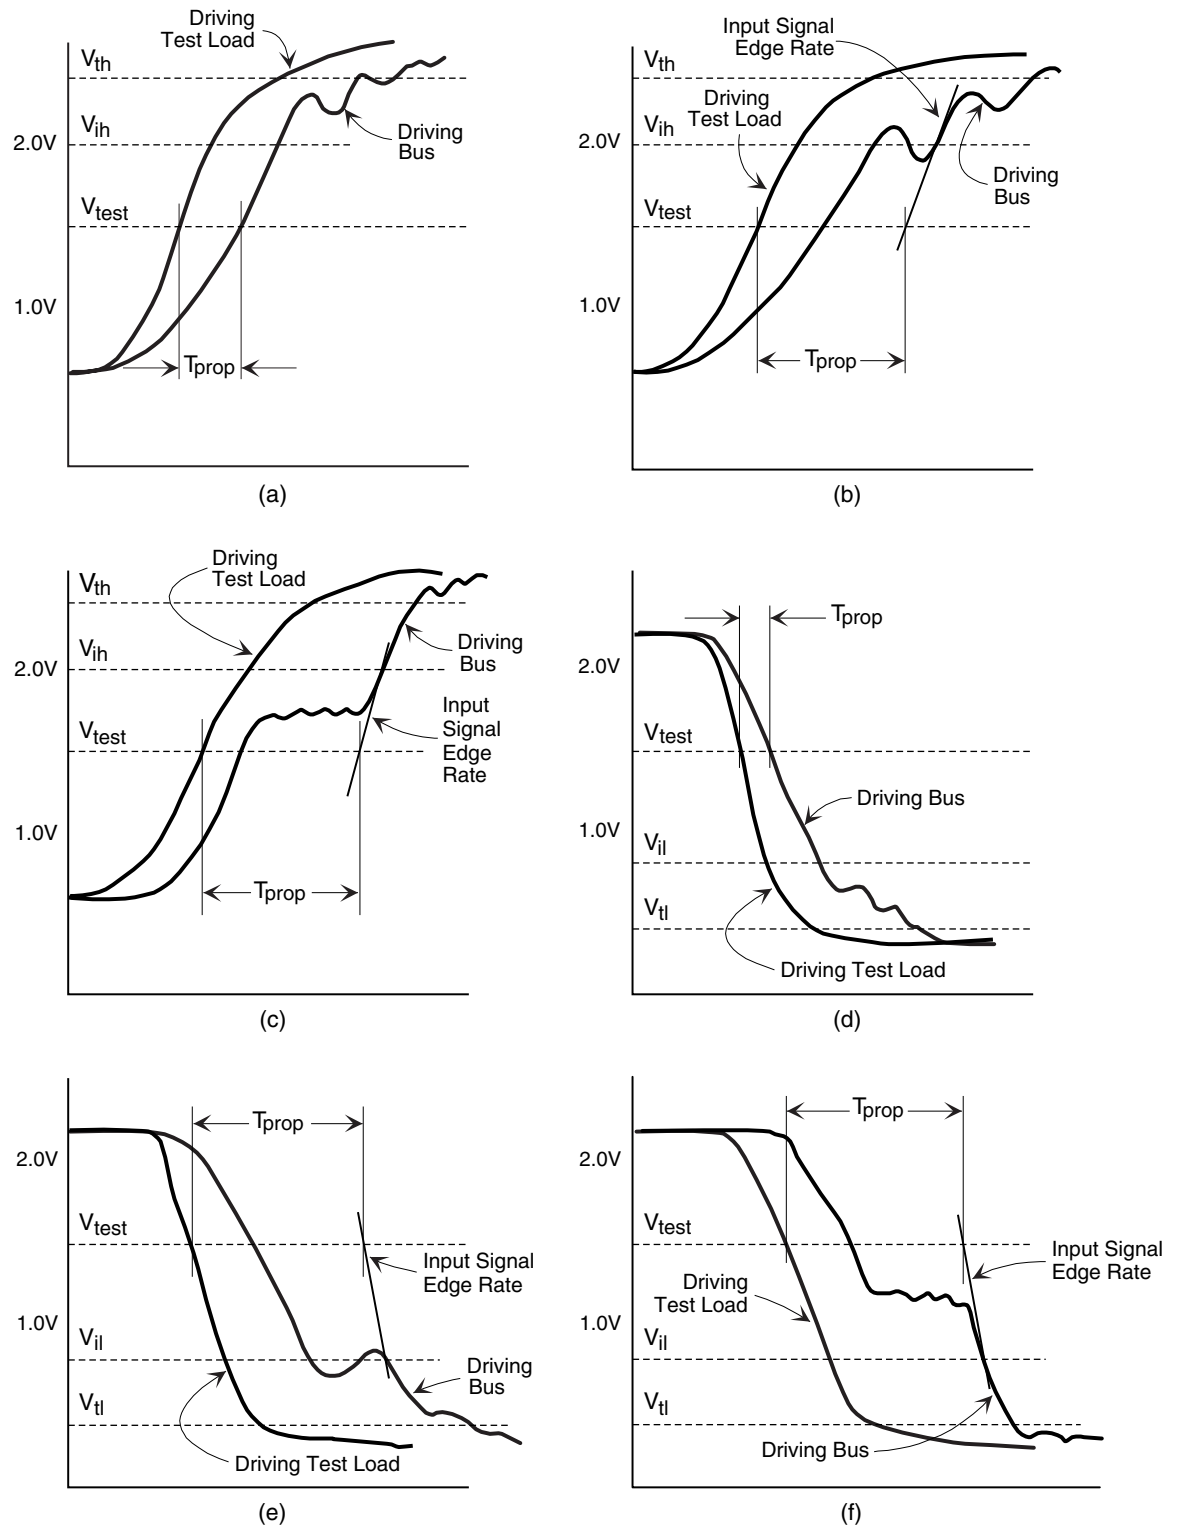 Driving
Test Load
Vth
Vih
2.0V
Driving
Bus
Vtest
1.0V
Tprop
(a)
Input Signal
Edge Rate
Vth
Driving
Test Load
Vih
2.0V
Driving
Bus
Vtest
1.0V
Tprop
(b)
Driving
Test Load
Vth
Vih
2.0V
Driving
Bus
Input
Signal
Edge
Rate
Vtest
1.0V
Tprop
(c)
Tprop
2.0V
Vtest
Driving Bus
1.0V
Vil
Vtl
Driving Test Load
(d)
Tprop
2.0V
Vtest
Input Signal
Edge Rate
1.0V
Vil
Driving
Bus
Vtl
Driving Test Load
(e)
Tprop
2.0V
Vtest
Input Signal
Edge Rate
Driving
Test Load
1.0V
Vil
Vtl
Driving Bus
(f)